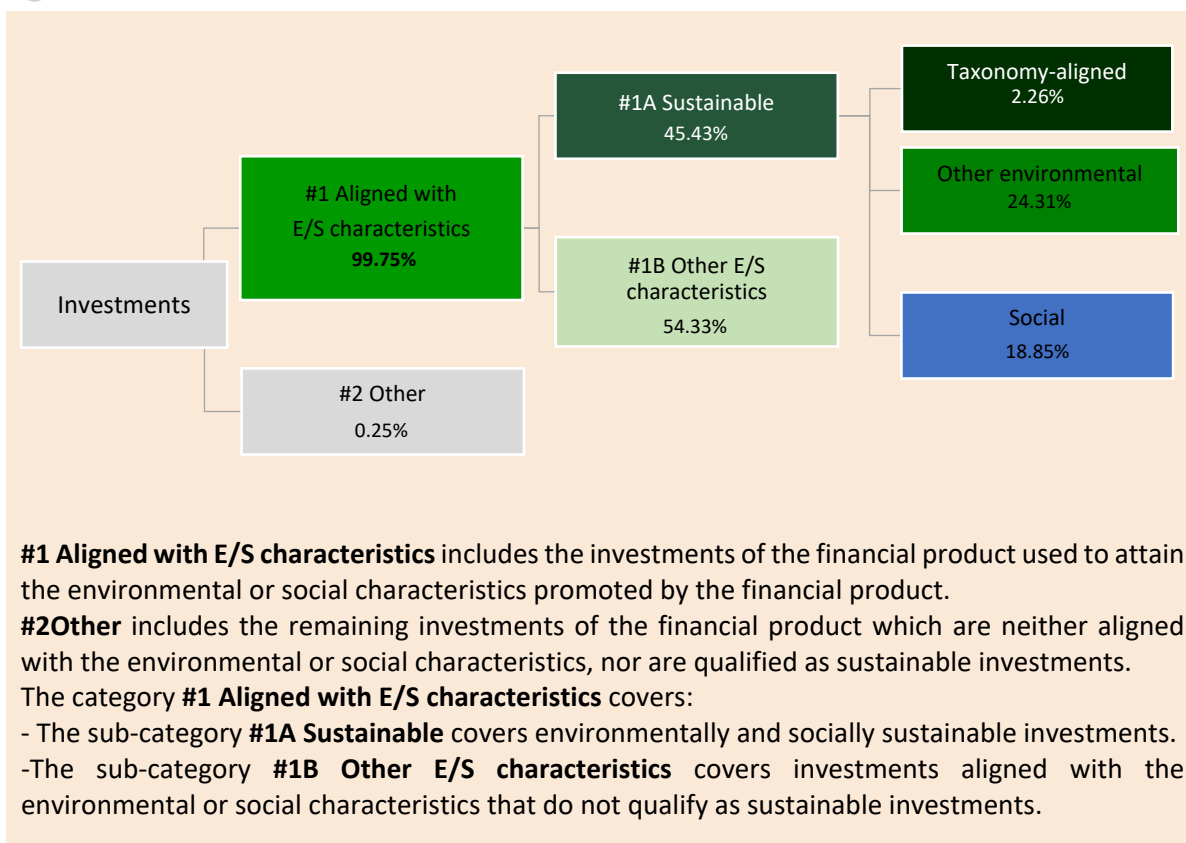 Investments
#1 Aligned with
E/S characteristics
99.75%
#2 Other
0.25%
#1A Sustainable
45.43%
#1B Other E/S
characteristics
54.33%
Taxonomy-aligned
2.26%
Other environmental
24.31%
Social
18.85%
#1 Aligned with E/S characteristics includes the investments of the financial product used to attain
the environmental or social characteristics promoted by the financial product.
#2Other includes the remaining investments of the financial product which are neither aligned
with the environmental or social characteristics, nor are qualified as sustainable investments.
The category #1 Aligned with E/S characteristics covers:
- The sub-category #1A Sustainable covers environmentally and socially sustainable investments.
-The sub-category #1B Other E/S characteristics covers investments aligned with the
environmental or social characteristics that do not qualify as sustainable investments.